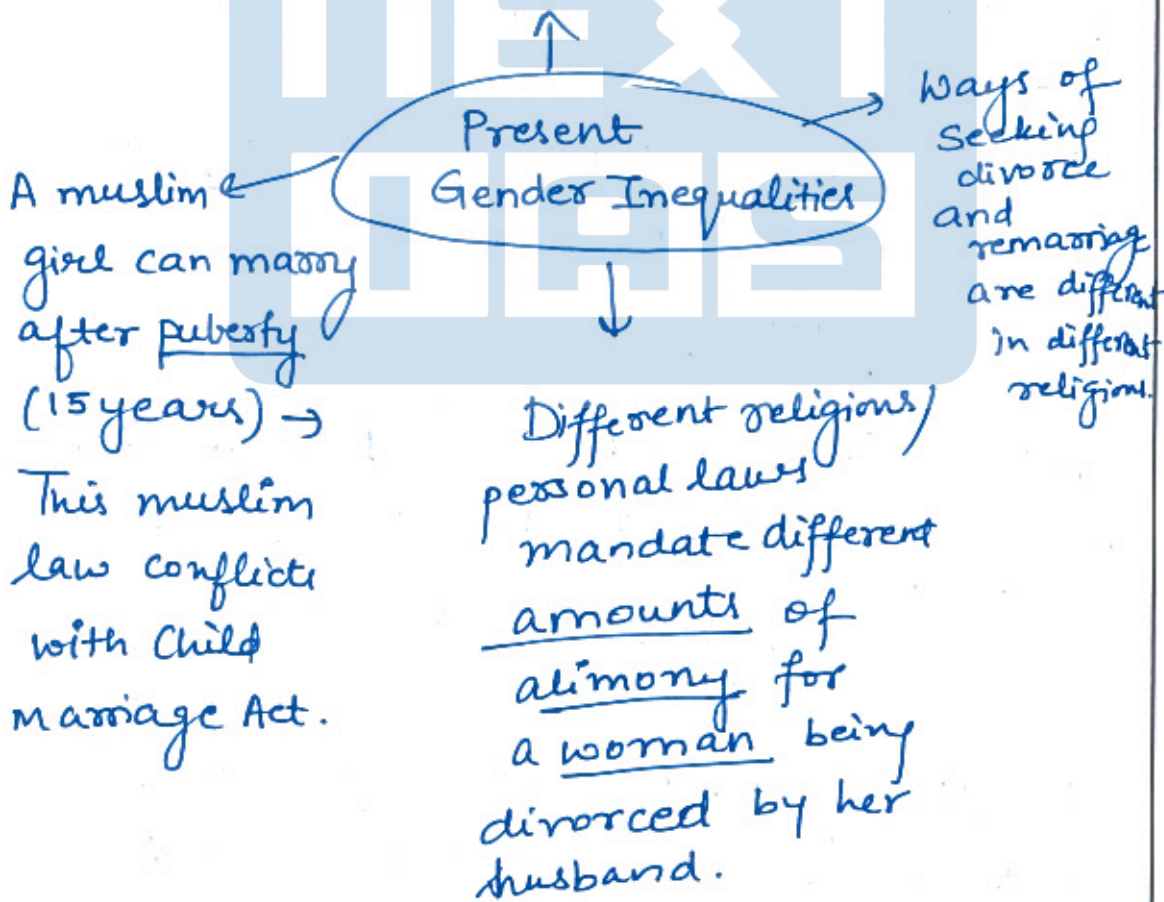 NEXT
IAS
Present
Gender Inequalities
A muslim
girl can marry
after puberty
(15 years) →
This muslim
law conflicts
with Child
marriage Act.
Different religions/
personal laws
mandate different
amounts of
alimony for
a woman being
divorced by her
husband.
Ways of
seeking
divorce
and
remarriage
are different
in different
religions.